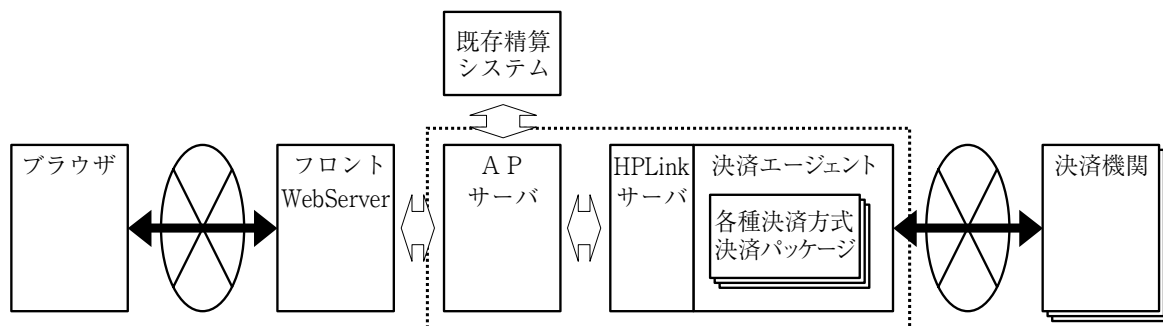 既存精算
システム
ブラウザ
フロント
WebServer
AP
サーバ
HPLink
サーバ
決済エージェント
各種決済方式
決済パッケージ
決済機関